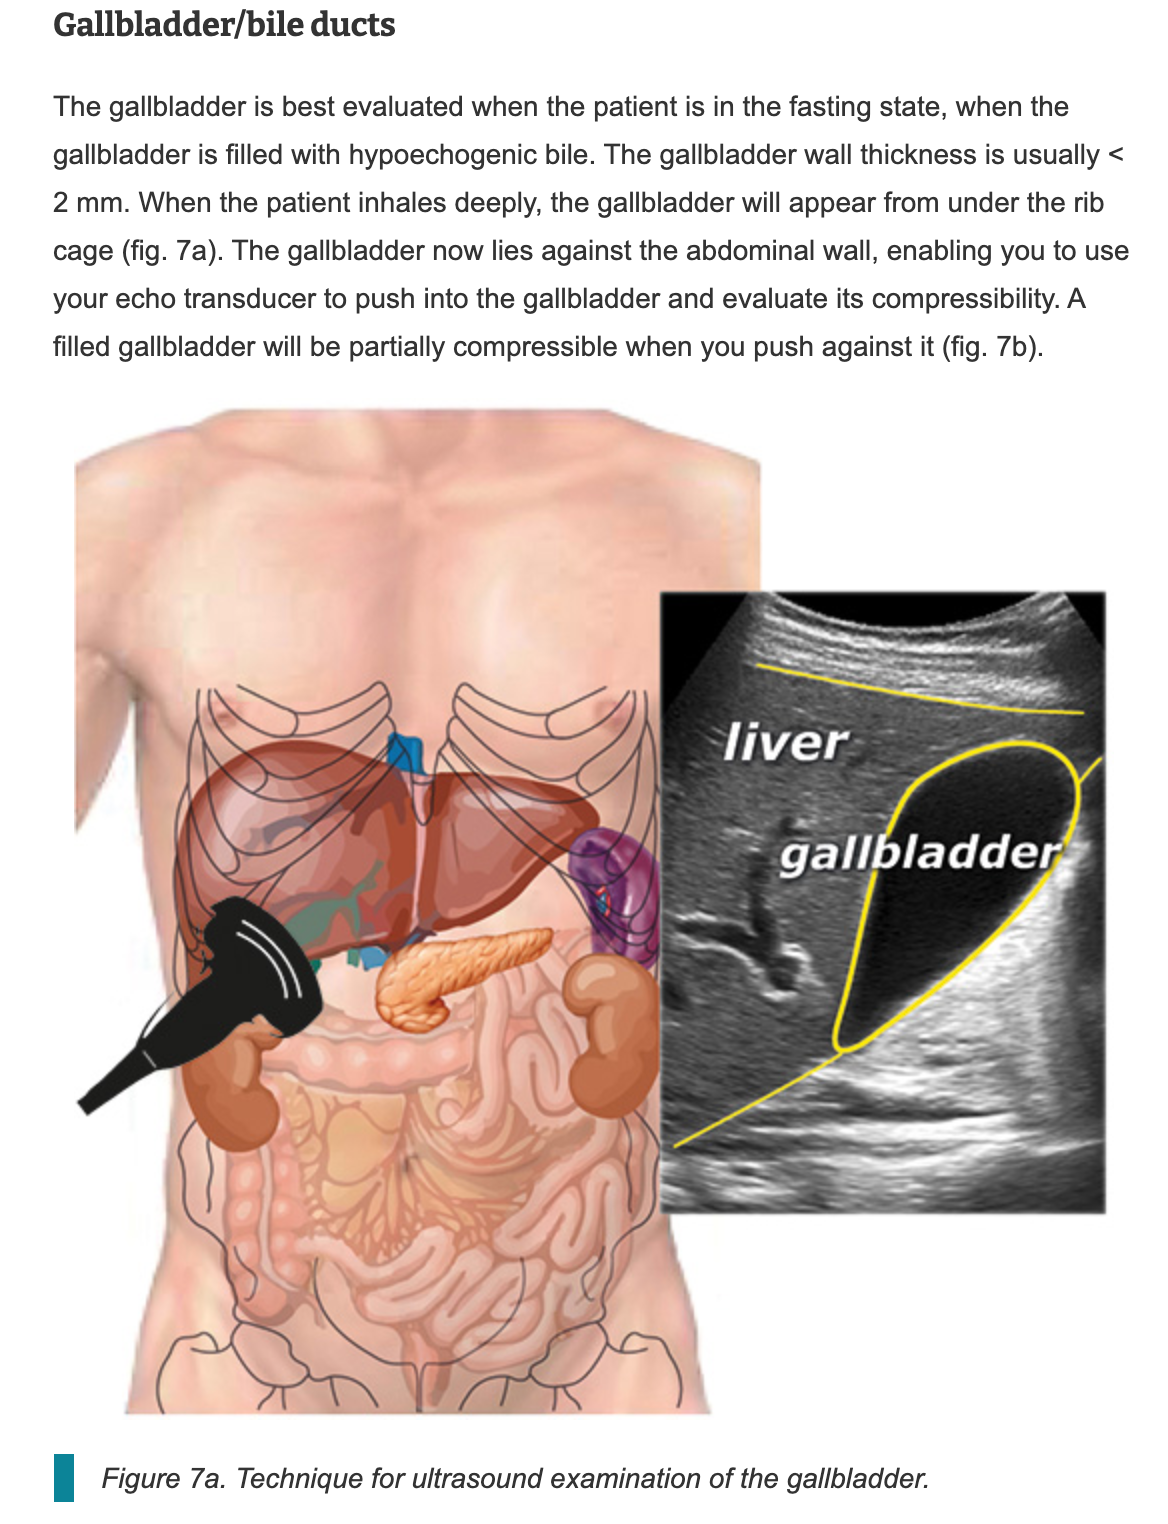 Gallbladder/bile ducts
The gallbladder is best evaluated when the patient is in the fasting state, when the
gallbladder is filled with hypoechogenic bile. The gallbladder wall thickness is usually <
2 mm. When the patient inhales deeply, the gallbladder will appear from under the rib
cage (fig. 7a). The gallbladder now lies against the abdominal wall, enabling you to use
your echo transducer to push into the gallbladder and evaluate its compressibility. A
filled gallbladder will be partially compressible when you push against it (fig. 7b).
liver
gallbladder
Figure 7a. Technique for ultrasound examination of the gallbladder.